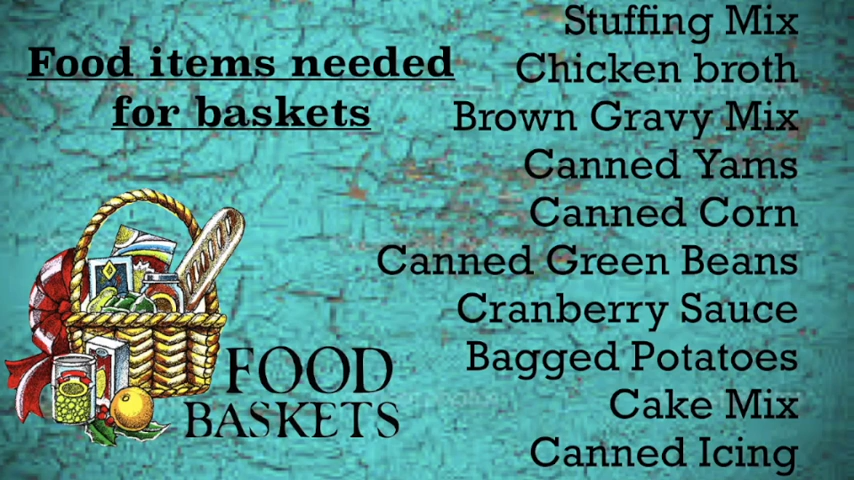 Food items needed
for baskets
FOOD
BASKETS
Stuffing Mix
Chicken broth
Brown Gravy Mix
Canned Yams
Canned Corn
Canned Green Beans
Cranberry Sauce
Bagged Potatoes
Cake Mix
Canned Icing